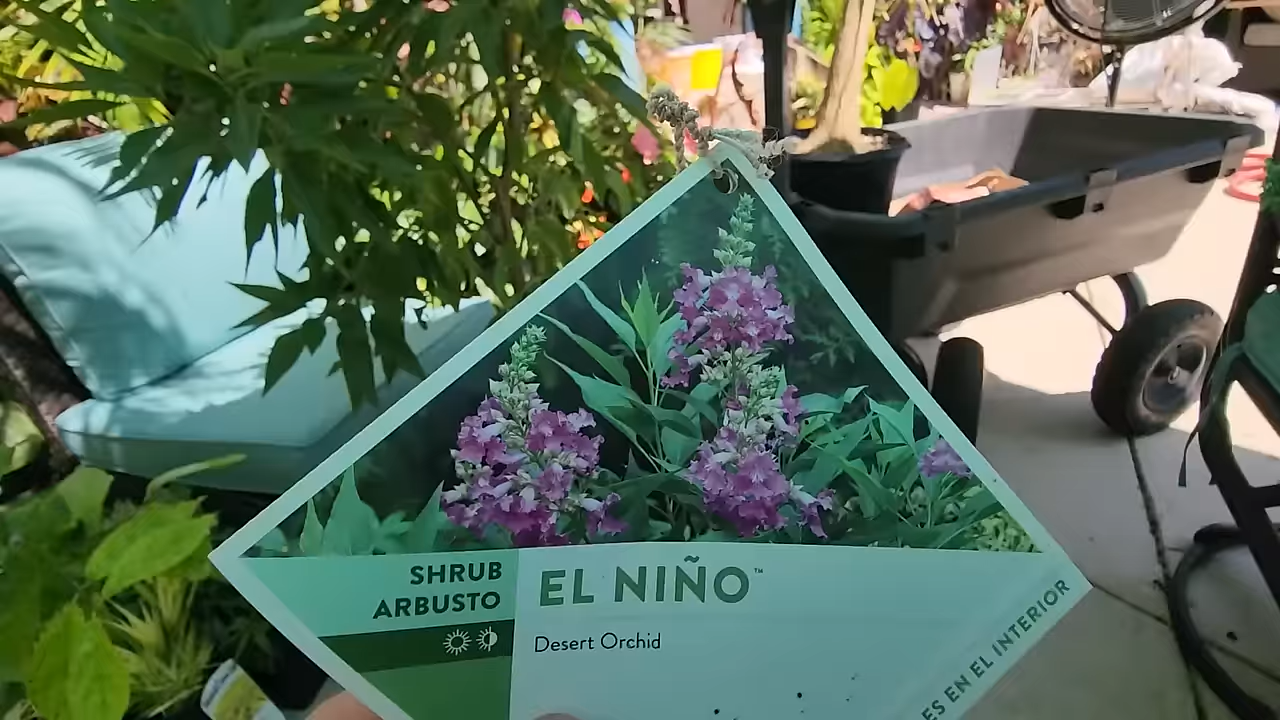 SHRUB
ARBUSTO
EL NIÑO™
Desert Orchid
ES EN EL INTERIOR